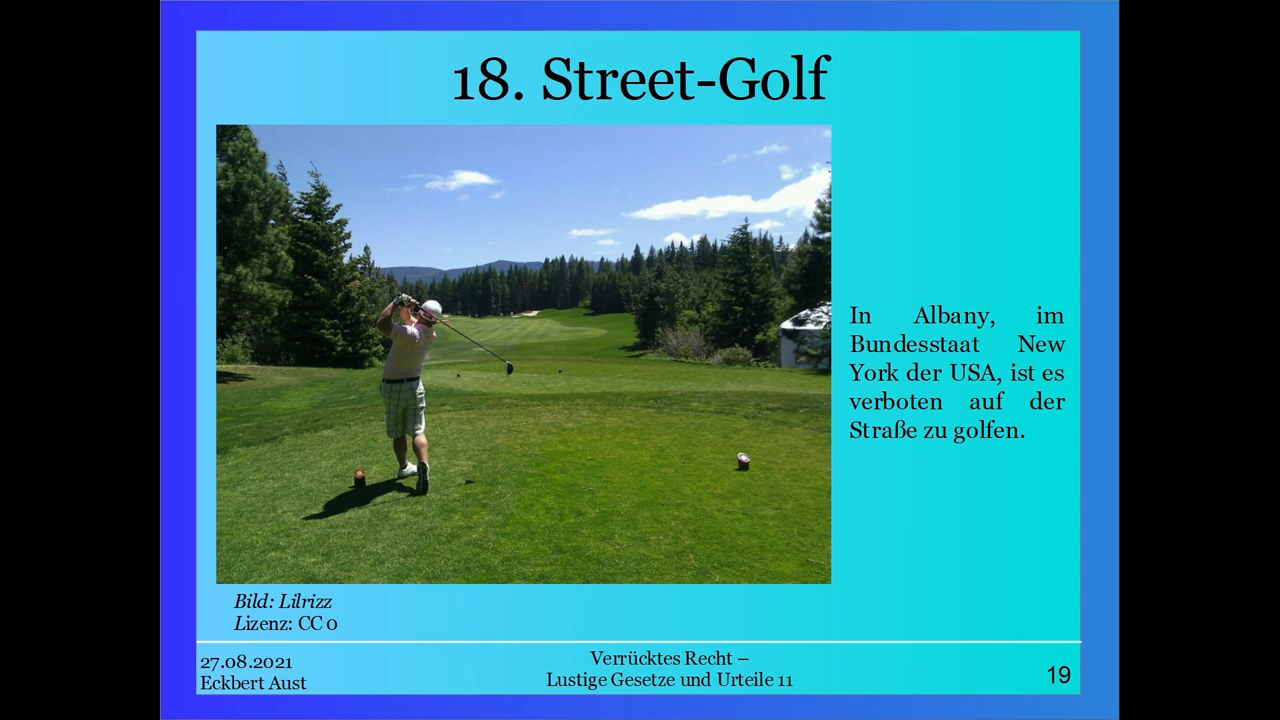 18. Street-Golf
In Albany, im
Bundesstaat New
York der USA, ist es
verboten auf der
Straße zu golfen.
Bild: Lilrizz
Lizenz: CC 0
27.08.2021
Eckbert Aust
Verrücktes Recht –
Lustige Gesetze und Urteile 11
19